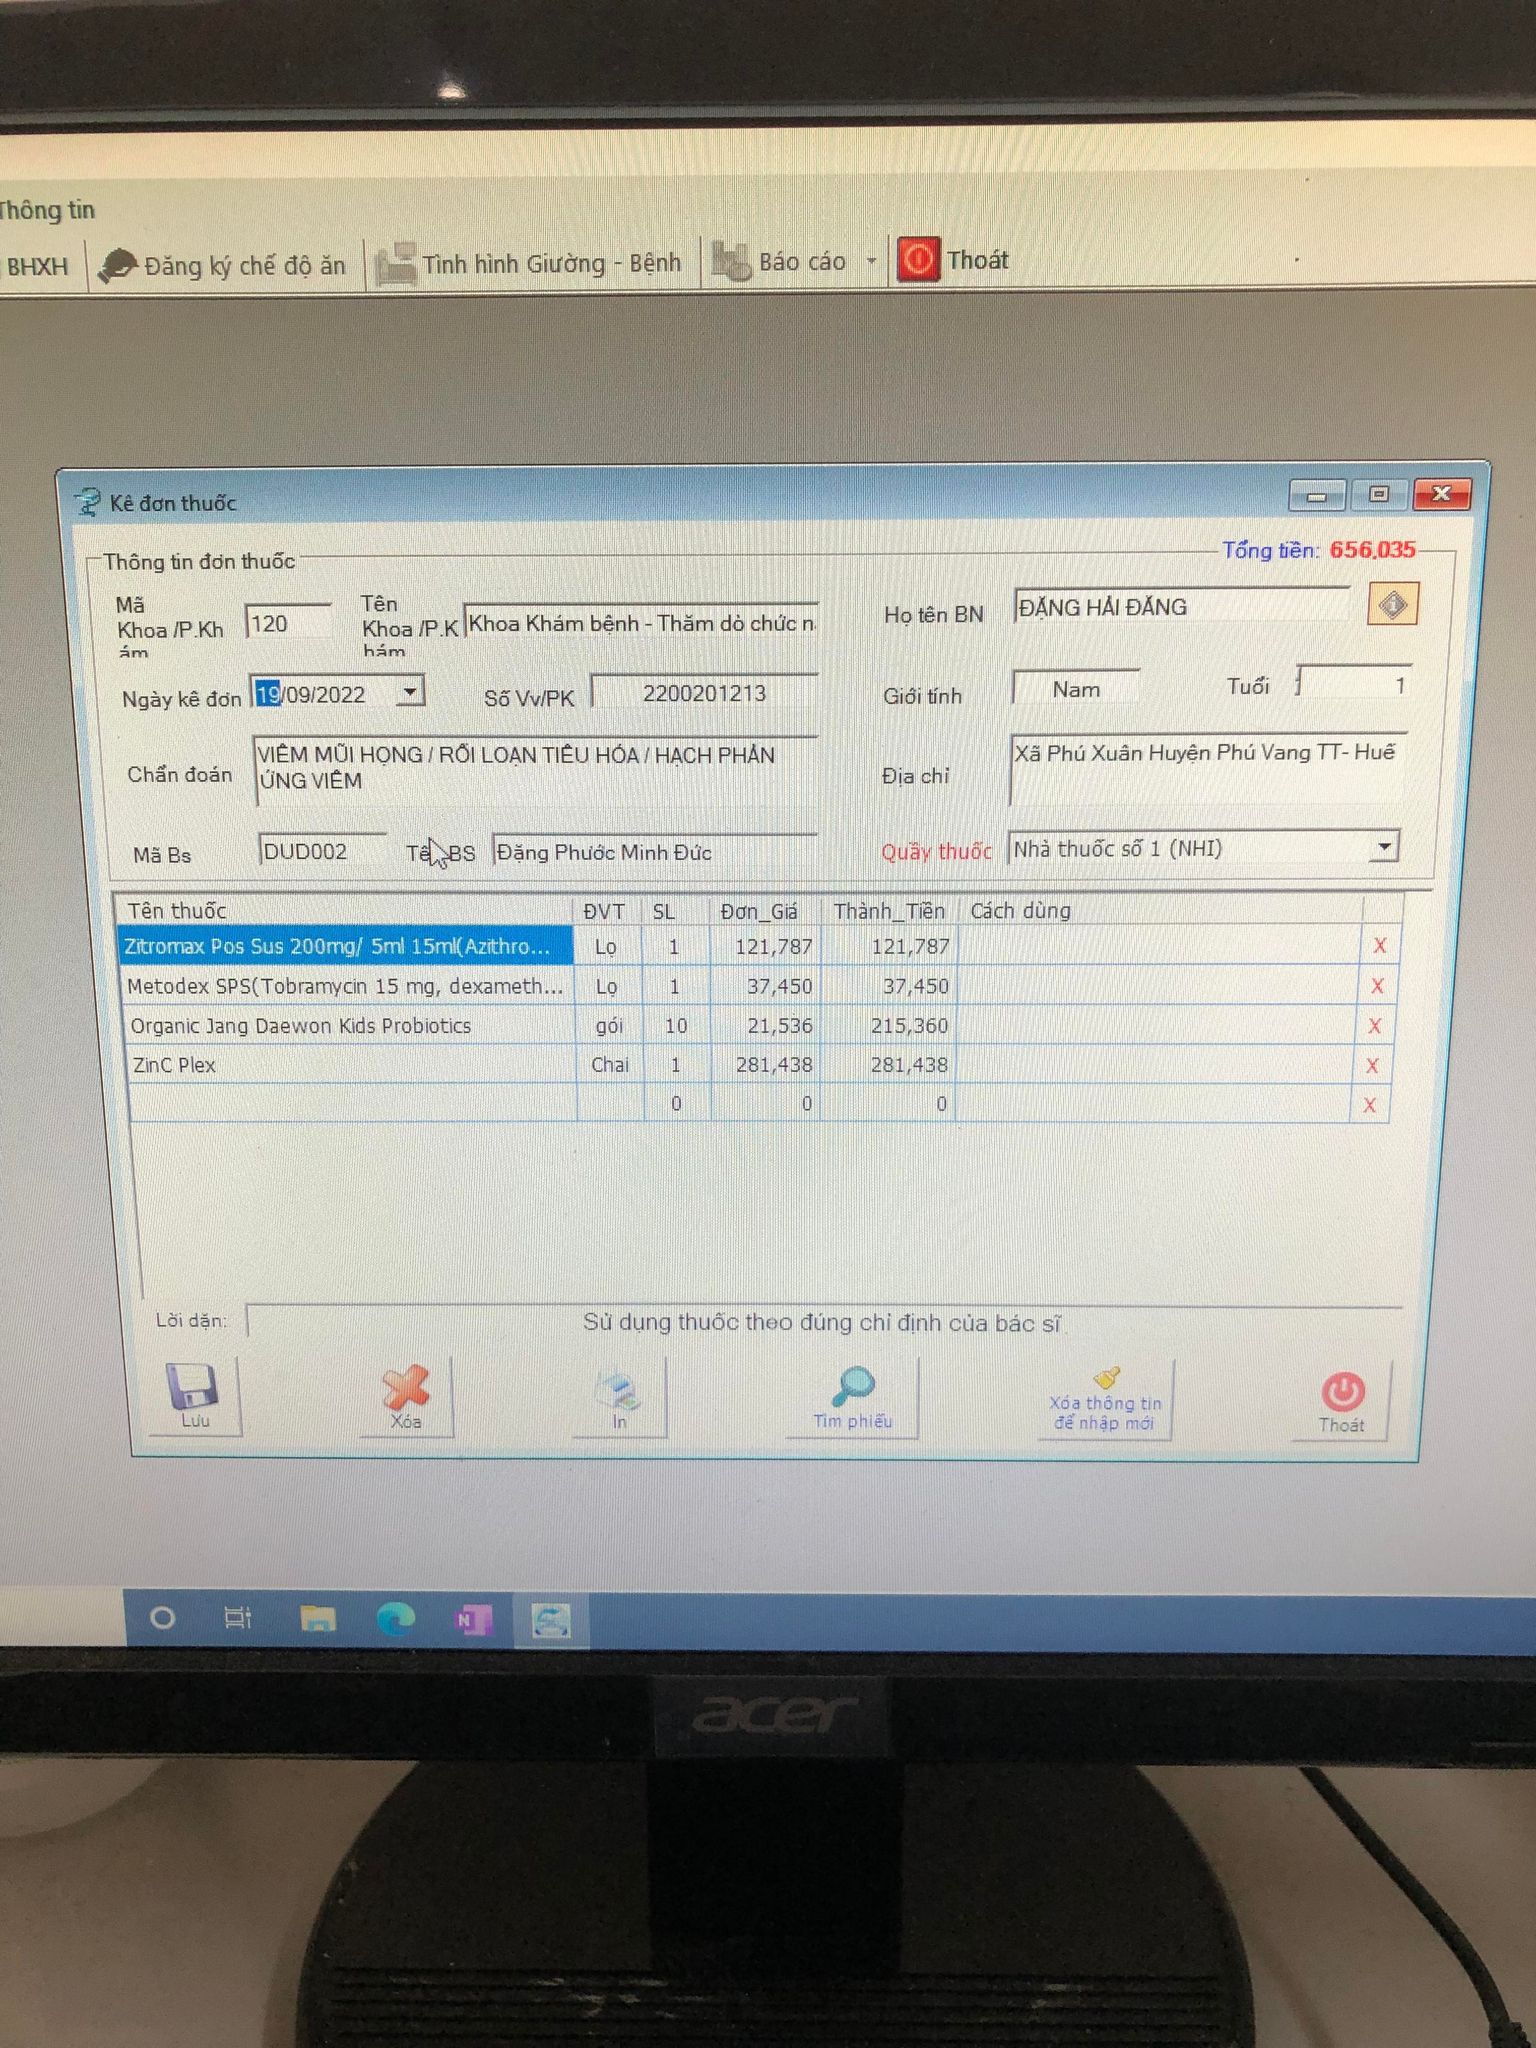 Thông tin
BHXH Đăng ký chế độ ăn Tình hình Giường - Bệnh Báo cáo Thoát
Kê đơn thuốc
Thông tin đơn thuốc Tổng tiền: 656,035
Mã Khoa /P.Khám 120 Tên Khoa /P.Khám Khoa Khám bệnh - Thăm dò chức n Họ tên BN ĐẶNG HẢI ĐĂNG
Ngày kê đơn 19/09/2022 Số Vv/PK 2200201213 Giới tính Nam Tuổi 1
Chẩn đoán VIÊM MŨI HỌNG / RỐI LOẠN TIÊU HÓA / HẠCH PHẢN Địa chỉ Xã Phú Xuân Huyện Phú Vang TT- Huế
ỨNG VIÊM
Mã Bs DUD002 BS Đặng Phước Minh Đức Quầy thuốc Nhà thuốc số 1 (NHI)
Tên thuốc ĐVT SL Đơn_Giá Thành_Tiền Cách dùng
Zitromax Pos Sus 200mg/ 5ml 15ml(Azithro... Lọ 1 121,787 121,787 X
Metodex SPS(Tobramycin 15 mg, dexameth... Lọ 1 37,450 37,450 X
Organic Jang Daewon Kids Probiotics gói 10 21,536 215,360 X
ZinC Plex Chai 1 281,438 281,438 X
0 0 0 X
Lời dặn: Sử dụng thuốc theo đúng chỉ định của bác sĩ
Lưu Xóa In Tìm phiếu Xóa thông tin để nhập mới Thoát
N
acer